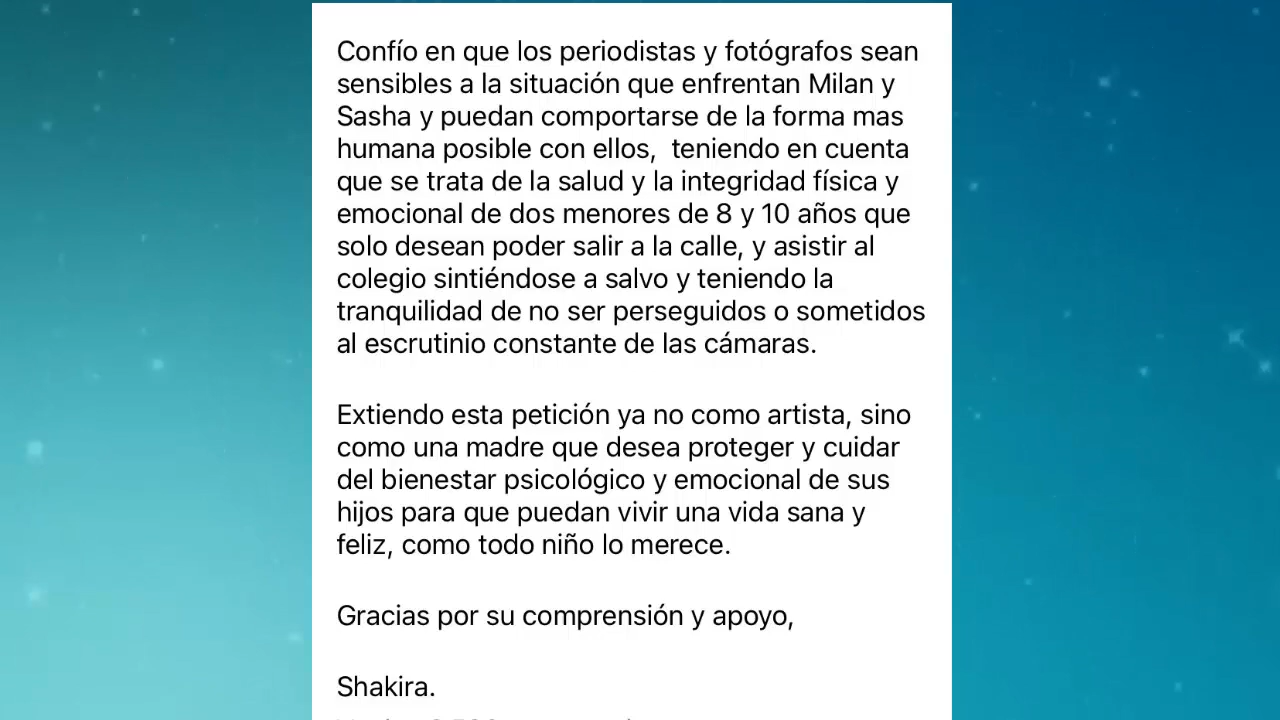 Confío en que los periodistas y fotógrafos sean
sensibles a la situación que enfrentan Milan y
Sasha y puedan comportarse de la forma mas
humana posible con ellos,  teniendo en cuenta
que se trata de la salud y la integridad física y
emocional de dos menores de 8 y 10 años que
solo desean poder salir a la calle, y asistir al
colegio sintiéndose a salvo y teniendo la
tranquilidad de no ser perseguidos o sometidos
al escrutinio constante de las cámaras.
Extiendo esta petición ya no como artista, sino
como una madre que desea proteger y cuidar
del bienestar psicológico y emocional de sus
hijos para que puedan vivir una vida sana y
feliz, como todo niño lo merece.
Gracias por su comprensión y apoyo,
Shakira.